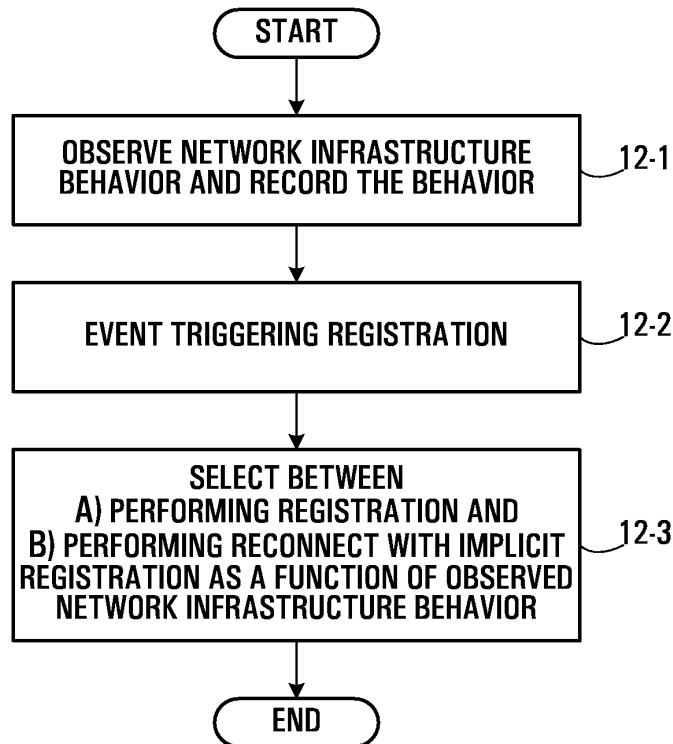 START
OBSERVE NETWORK INFRASTRUCTURE
BEHAVIOR AND RECORD THE BEHAVIOR
12-1
EVENT TRIGGERING REGISTRATION
12-2
SELECT BETWEEN
A) PERFORMING REGISTRATION AND
B) PERFORMING RECONNECT WITH IMPLICIT
REGISTRATION AS A FUNCTION OF OBSERVED
NETWORK INFRASTRUCTURE BEHAVIOR
12-3
END